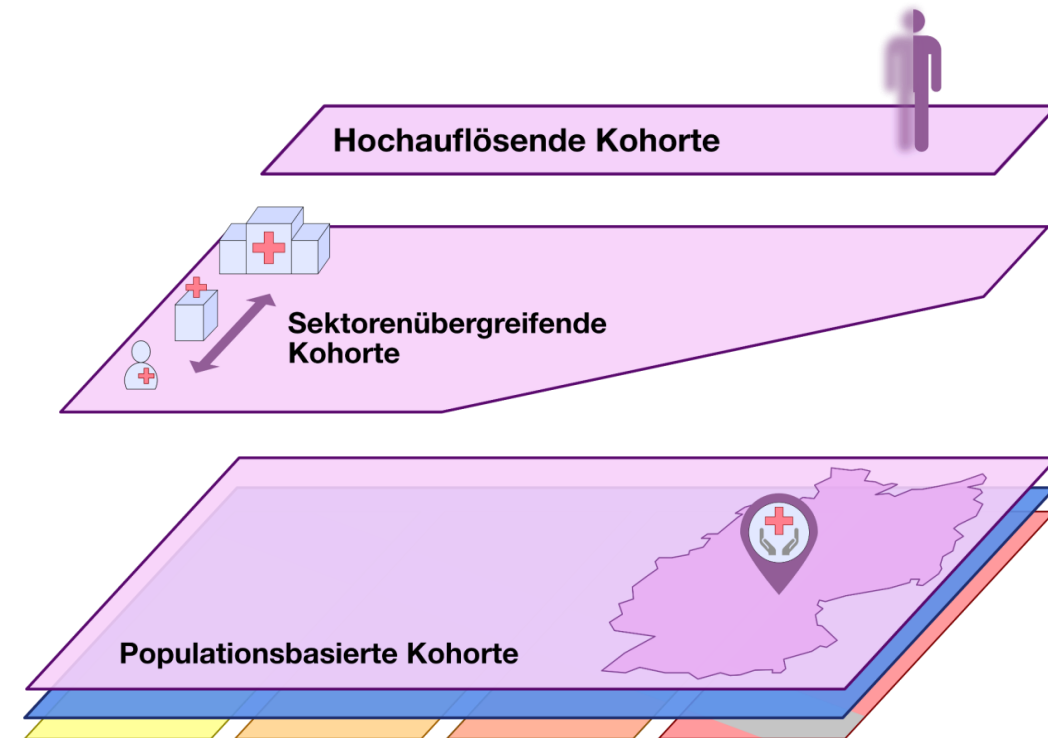 Hochauflösende Kohorte
Sektorenübergreifende
Kohorte
Populationsbasierte Kohorte